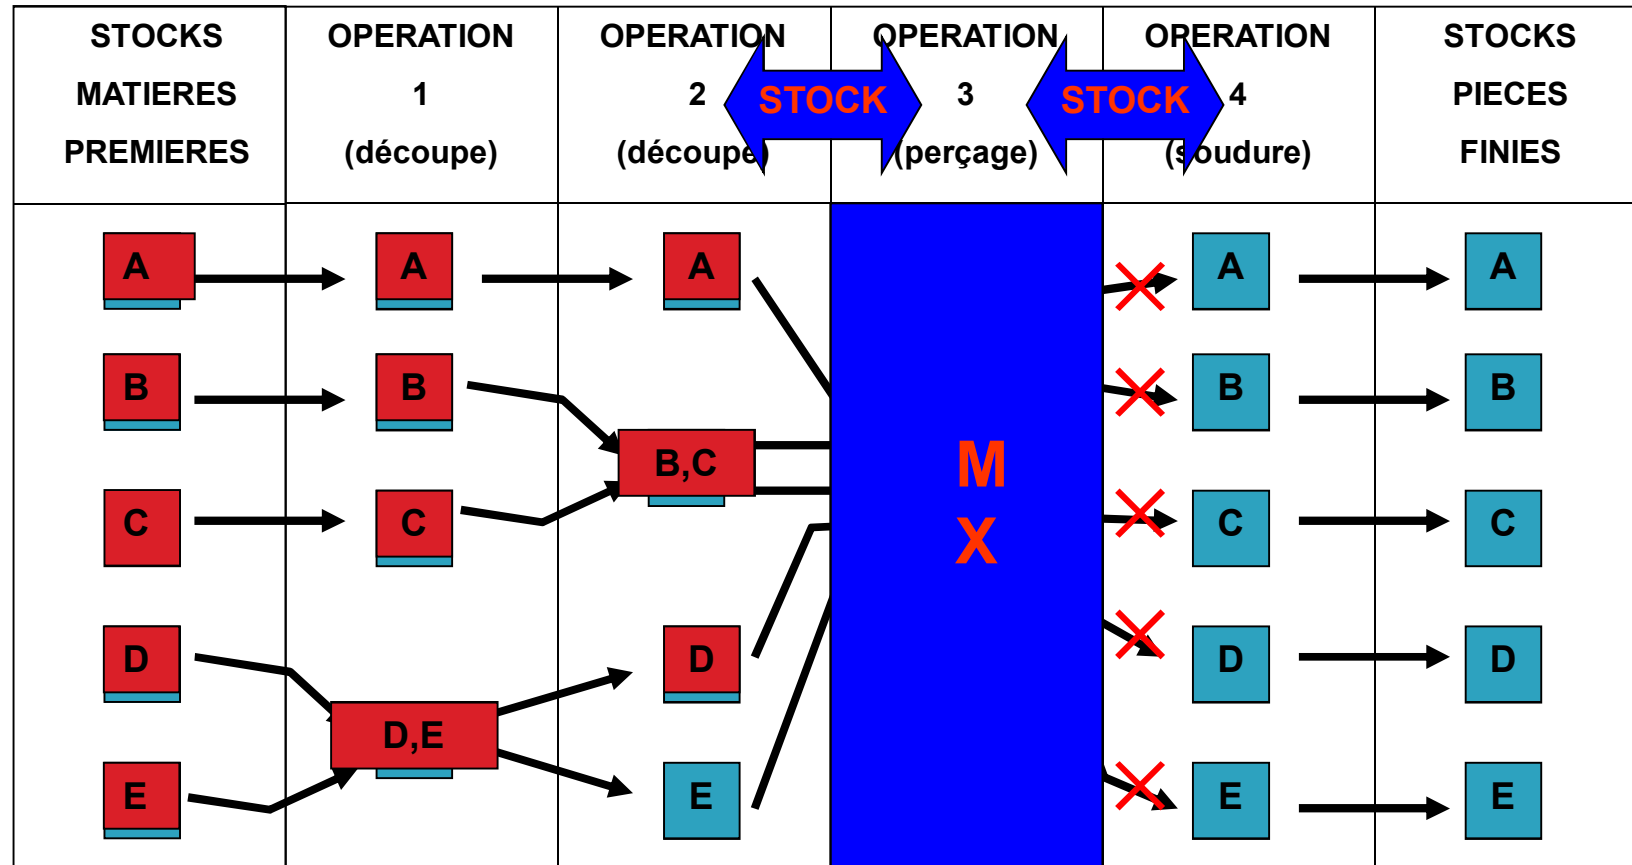 STOCKS
MATIERES
PREMIERES
OPERATION
1
(découpe)
OPERATION
2
(découpe)
STOCK
OPERATION
3
(perçage)
STOCK
OPERATION
4
(soudure)
STOCKS
PIECES
FINIES
A
A
A
A
A
B
B
B
B
B,C
M
X
C
C
C
C
D
D
D
D
D,E
E
E
E
E